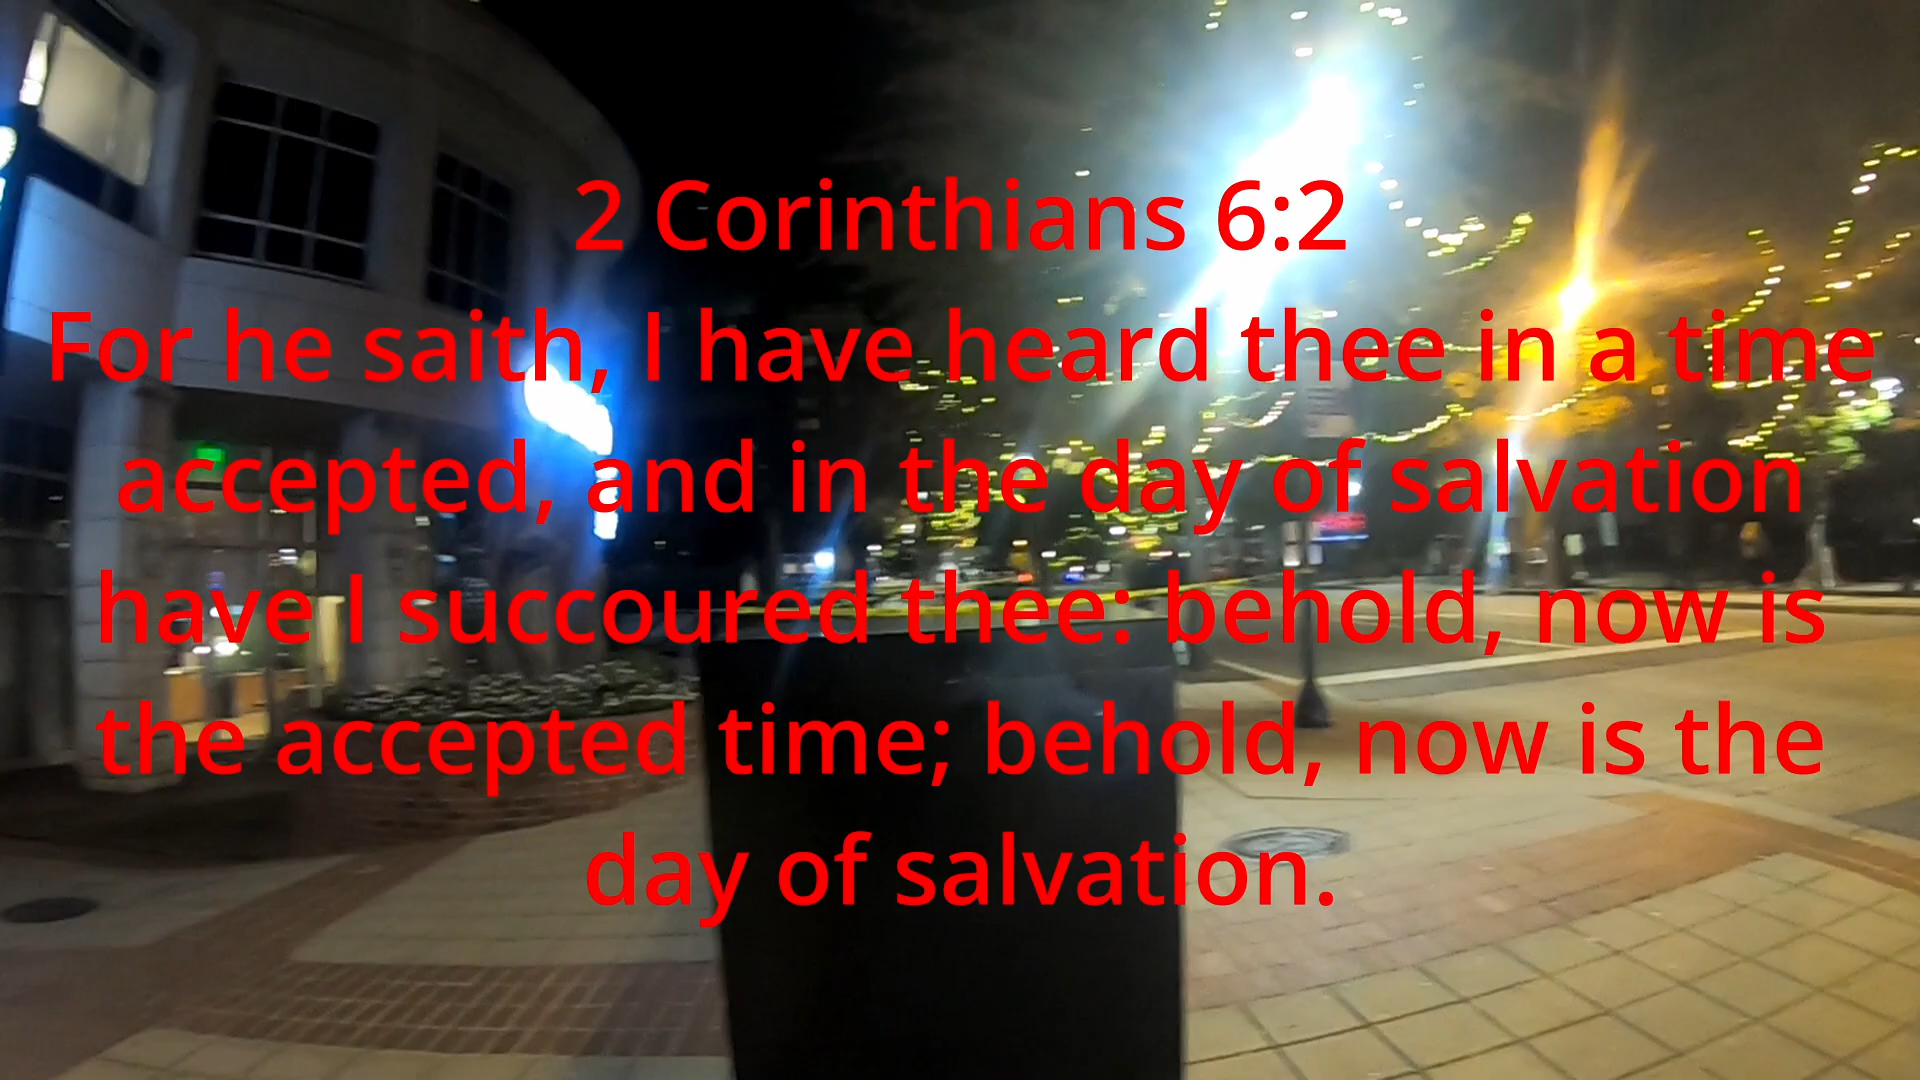 2 Corinthians 6:2
For he saith, I have heard thee in a time
accepted, and in the day of salvation
have I succoured thee: behold, now is
the accepted time; behold, now is the
day of salvation.